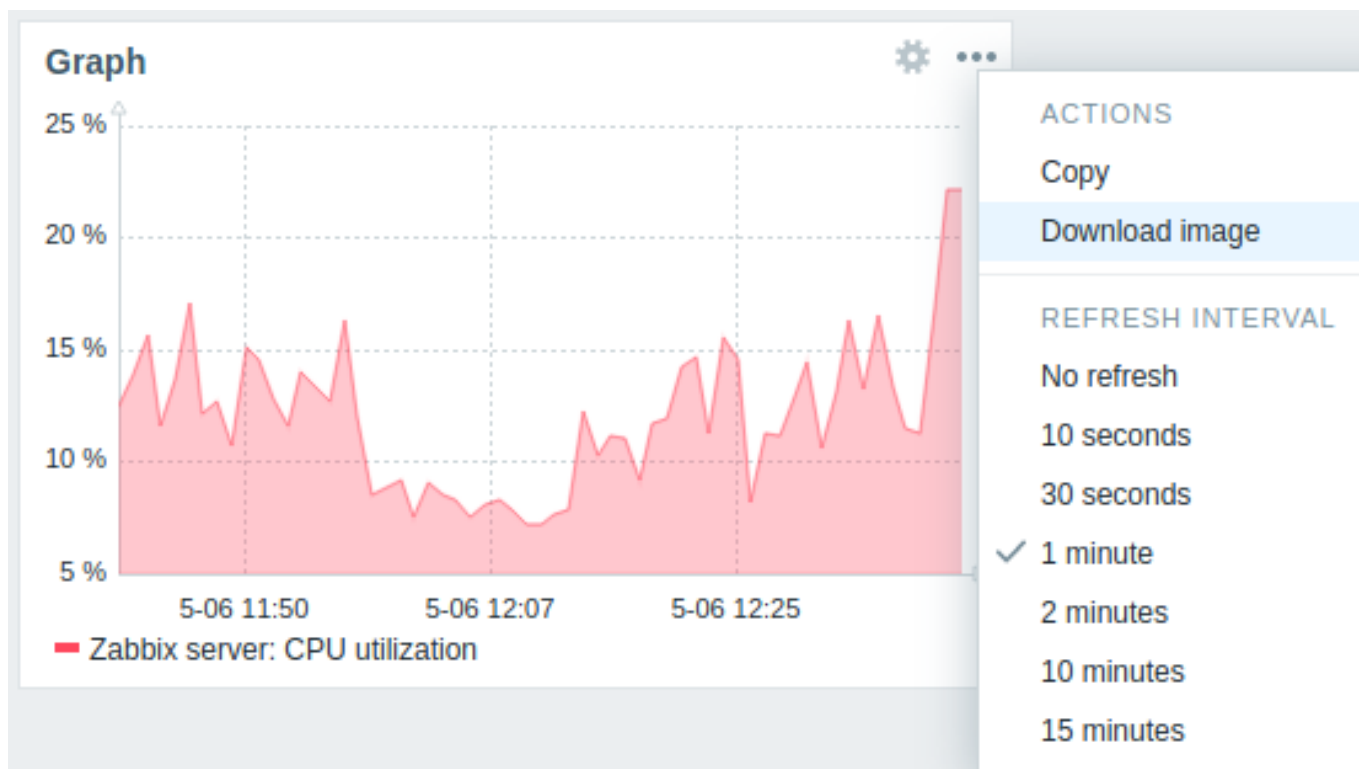 Graph
25 %
20 %
15 %
10 %
5 %
5-06 11:50 5-06 12:07 5-06 12:25
Zabbix server: CPU utilization
ACTIONS
Copy
Download image
REFRESH INTERVAL
No refresh
10 seconds
30 seconds
1 minute
2 minutes
10 minutes
15 minutes